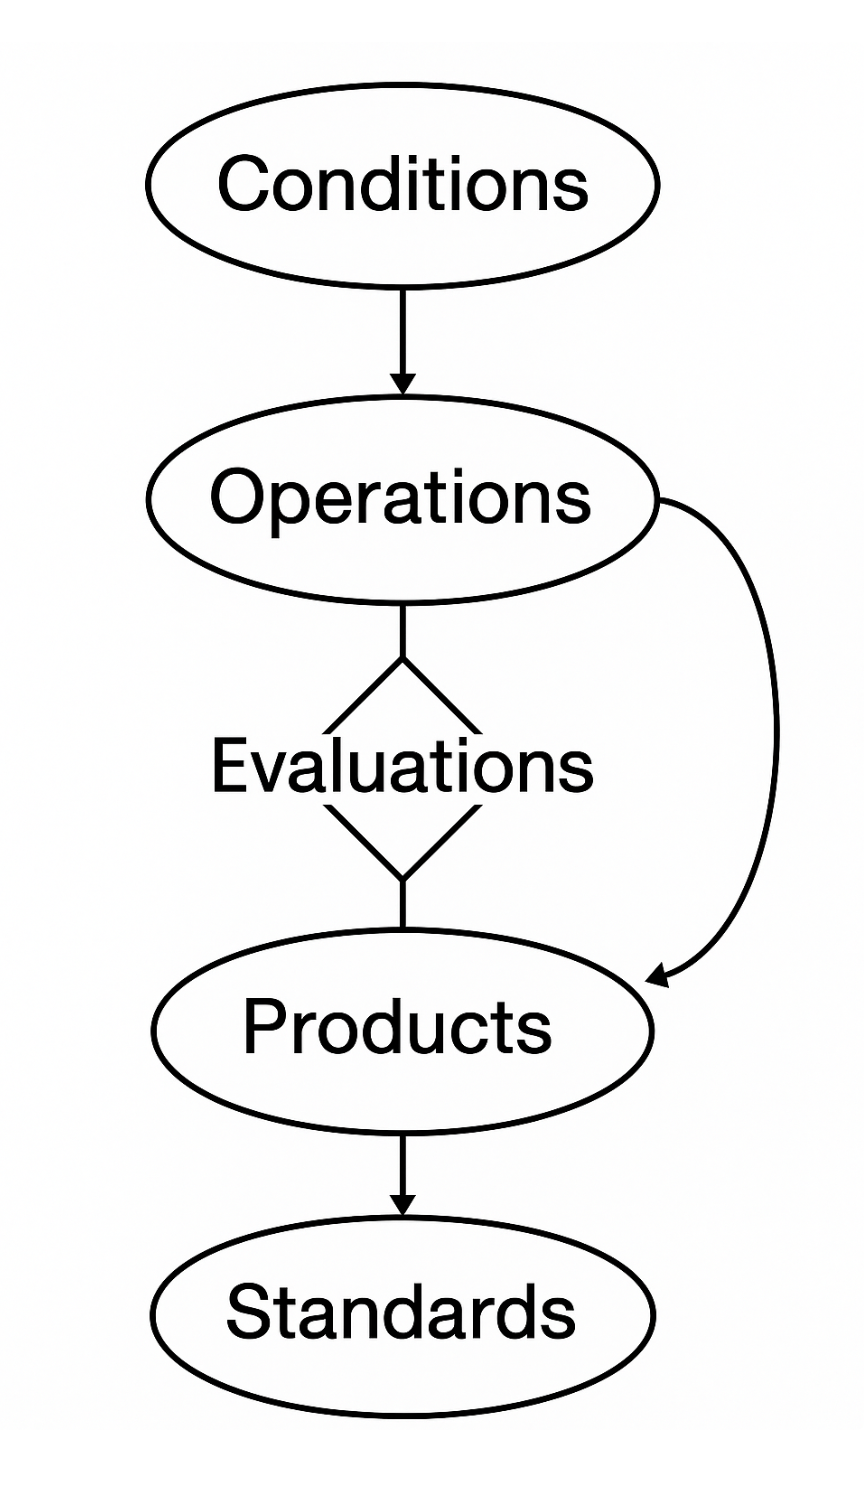 Conditions
Operations
Evaluations
Products
Standards